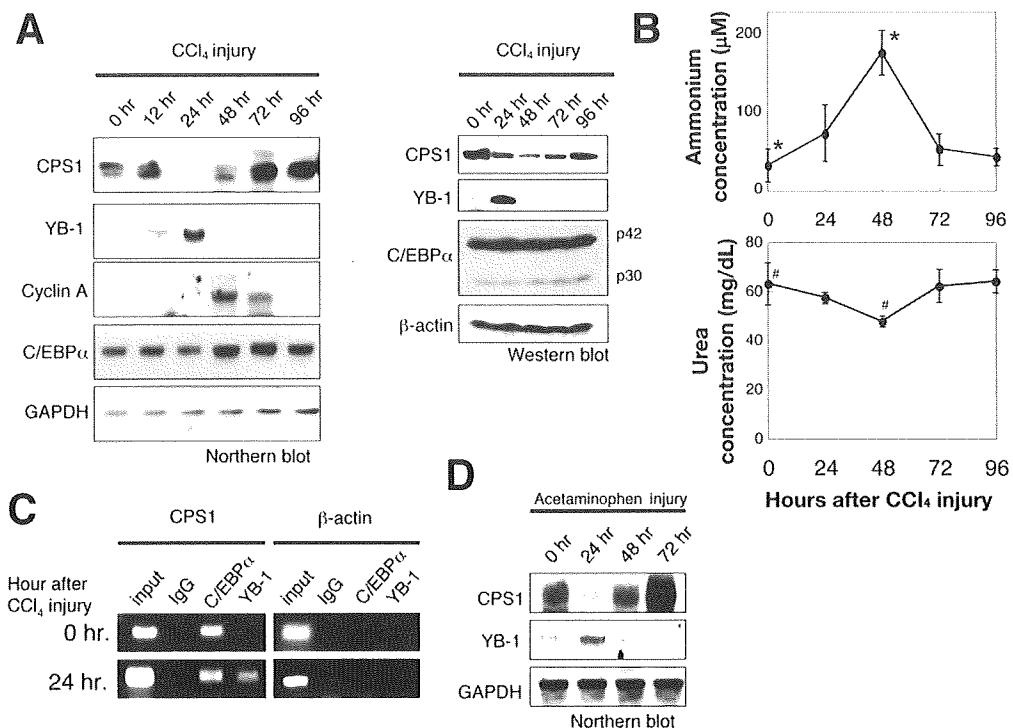 A
CCl₄ injury
0 hr 12 hr 24 hr 48 hr 72 hr 96 hr
CPS1
YB-1
Cyclin A
C/EBPα
GAPDH
Northern blot
CCl₄ injury
0 hr 24 hr 48 hr 72 hr 96 hr
CPS1
YB-1
C/EBPα
p42
p30
β-actin
Western blot
B
Ammonium
concentration (μM)
200
100
0
*
*
0 24 48 72 96
Urea
concentration (mg/dL)
80
60
40
20
0
#
#
0 24 48 72 96
Hours after CCl₄ injury
C
CPS1
β-actin
Hour after
CCl₄ injury
input IgG C/EBPα YB-1
input IgG C/EBPα YB-1
0 hr.
24 hr.
D
Acetaminophen injury
0 hr 24 hr 48 hr 72 hr
CPS1
YB-1
GAPDH
Northern blot